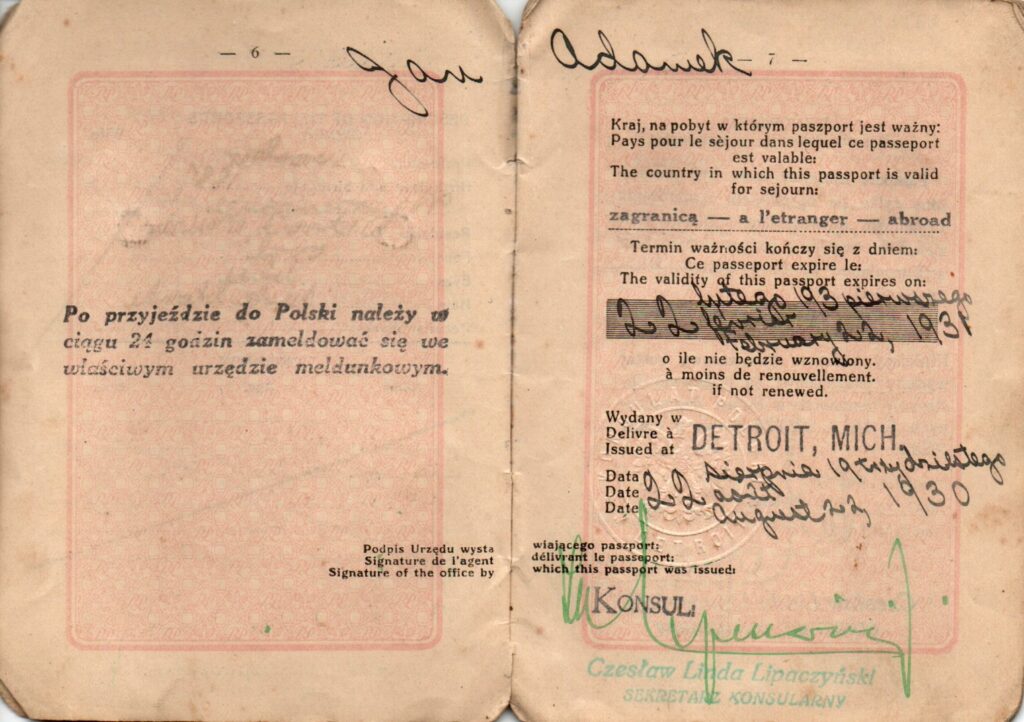 — 6 —
Jan
Po przyjeździe do Polski należy w
ciągu 24 godzin zameldować się we
właściwym urzędzie meldunkowym.
Podpis Urzędu wysta
Signature de l'agent
Signature of the office by
Adamek
— 7 —
Kraj, na pobyt w którym paszport jest ważny:
Pays pour le sèjour dans lequel ce passeport
est valable:
The country in which this passport is valid
for sejourn:
zagranicą — a l'etranger — abroad
Termin ważności kończy się z dniem:
Ce passeport expire le:
The validity of this passport expires on:
lutego 193 pierwszego
22 février 1931
February 22,
o ile nie będzie wznowiony.
à moins de renouvellement.
if not renewed.
Wydany w
Delivre à
Issued at
DETROIT, MICH.
Data sierpnia 19 trzydziestego
Date 22 août 1930
Date August 22,
wiającego paszport:
délivrant le passeport:
which this passport was issued:
KONSUL:
Czesław Linda Lipaczyński
SEKRETARZ KONSULARNY